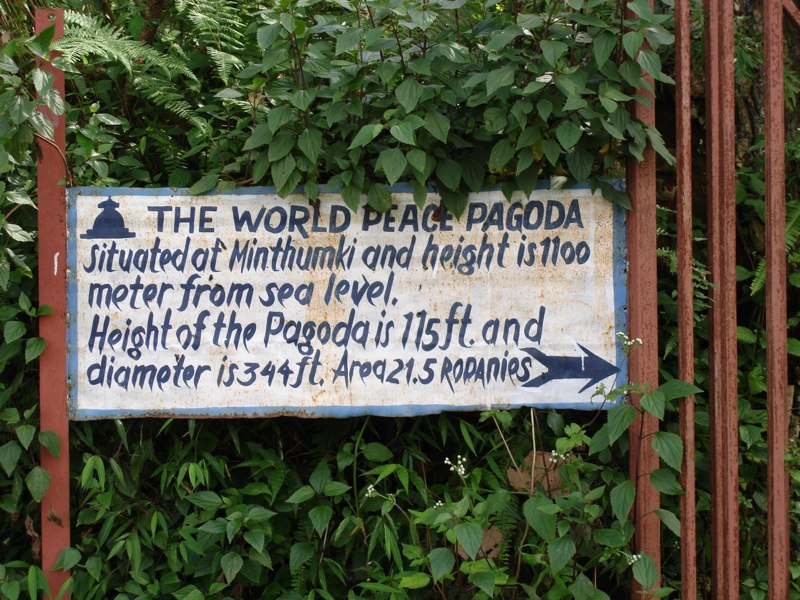 THE WORLD PEACE PAGODA
Situated at Minthumki and height is 1100
meter from sea level.
Height of the Pagoda is 115ft. and
diameter is 344ft. Area 21.5 ROPANIES